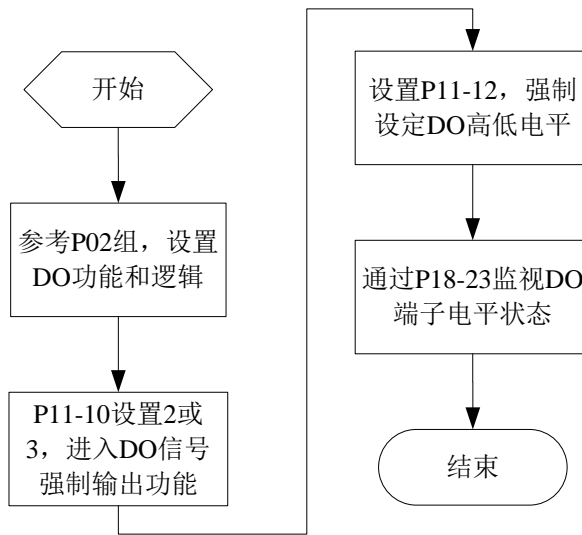 开始
参考P02组，设置
DO功能和逻辑
P11-10设置2或
3，进入DO信号
强制输出功能
设置P11-12，强制
设定DO高低电平
通过P18-23监视DO
端子电平状态
结束